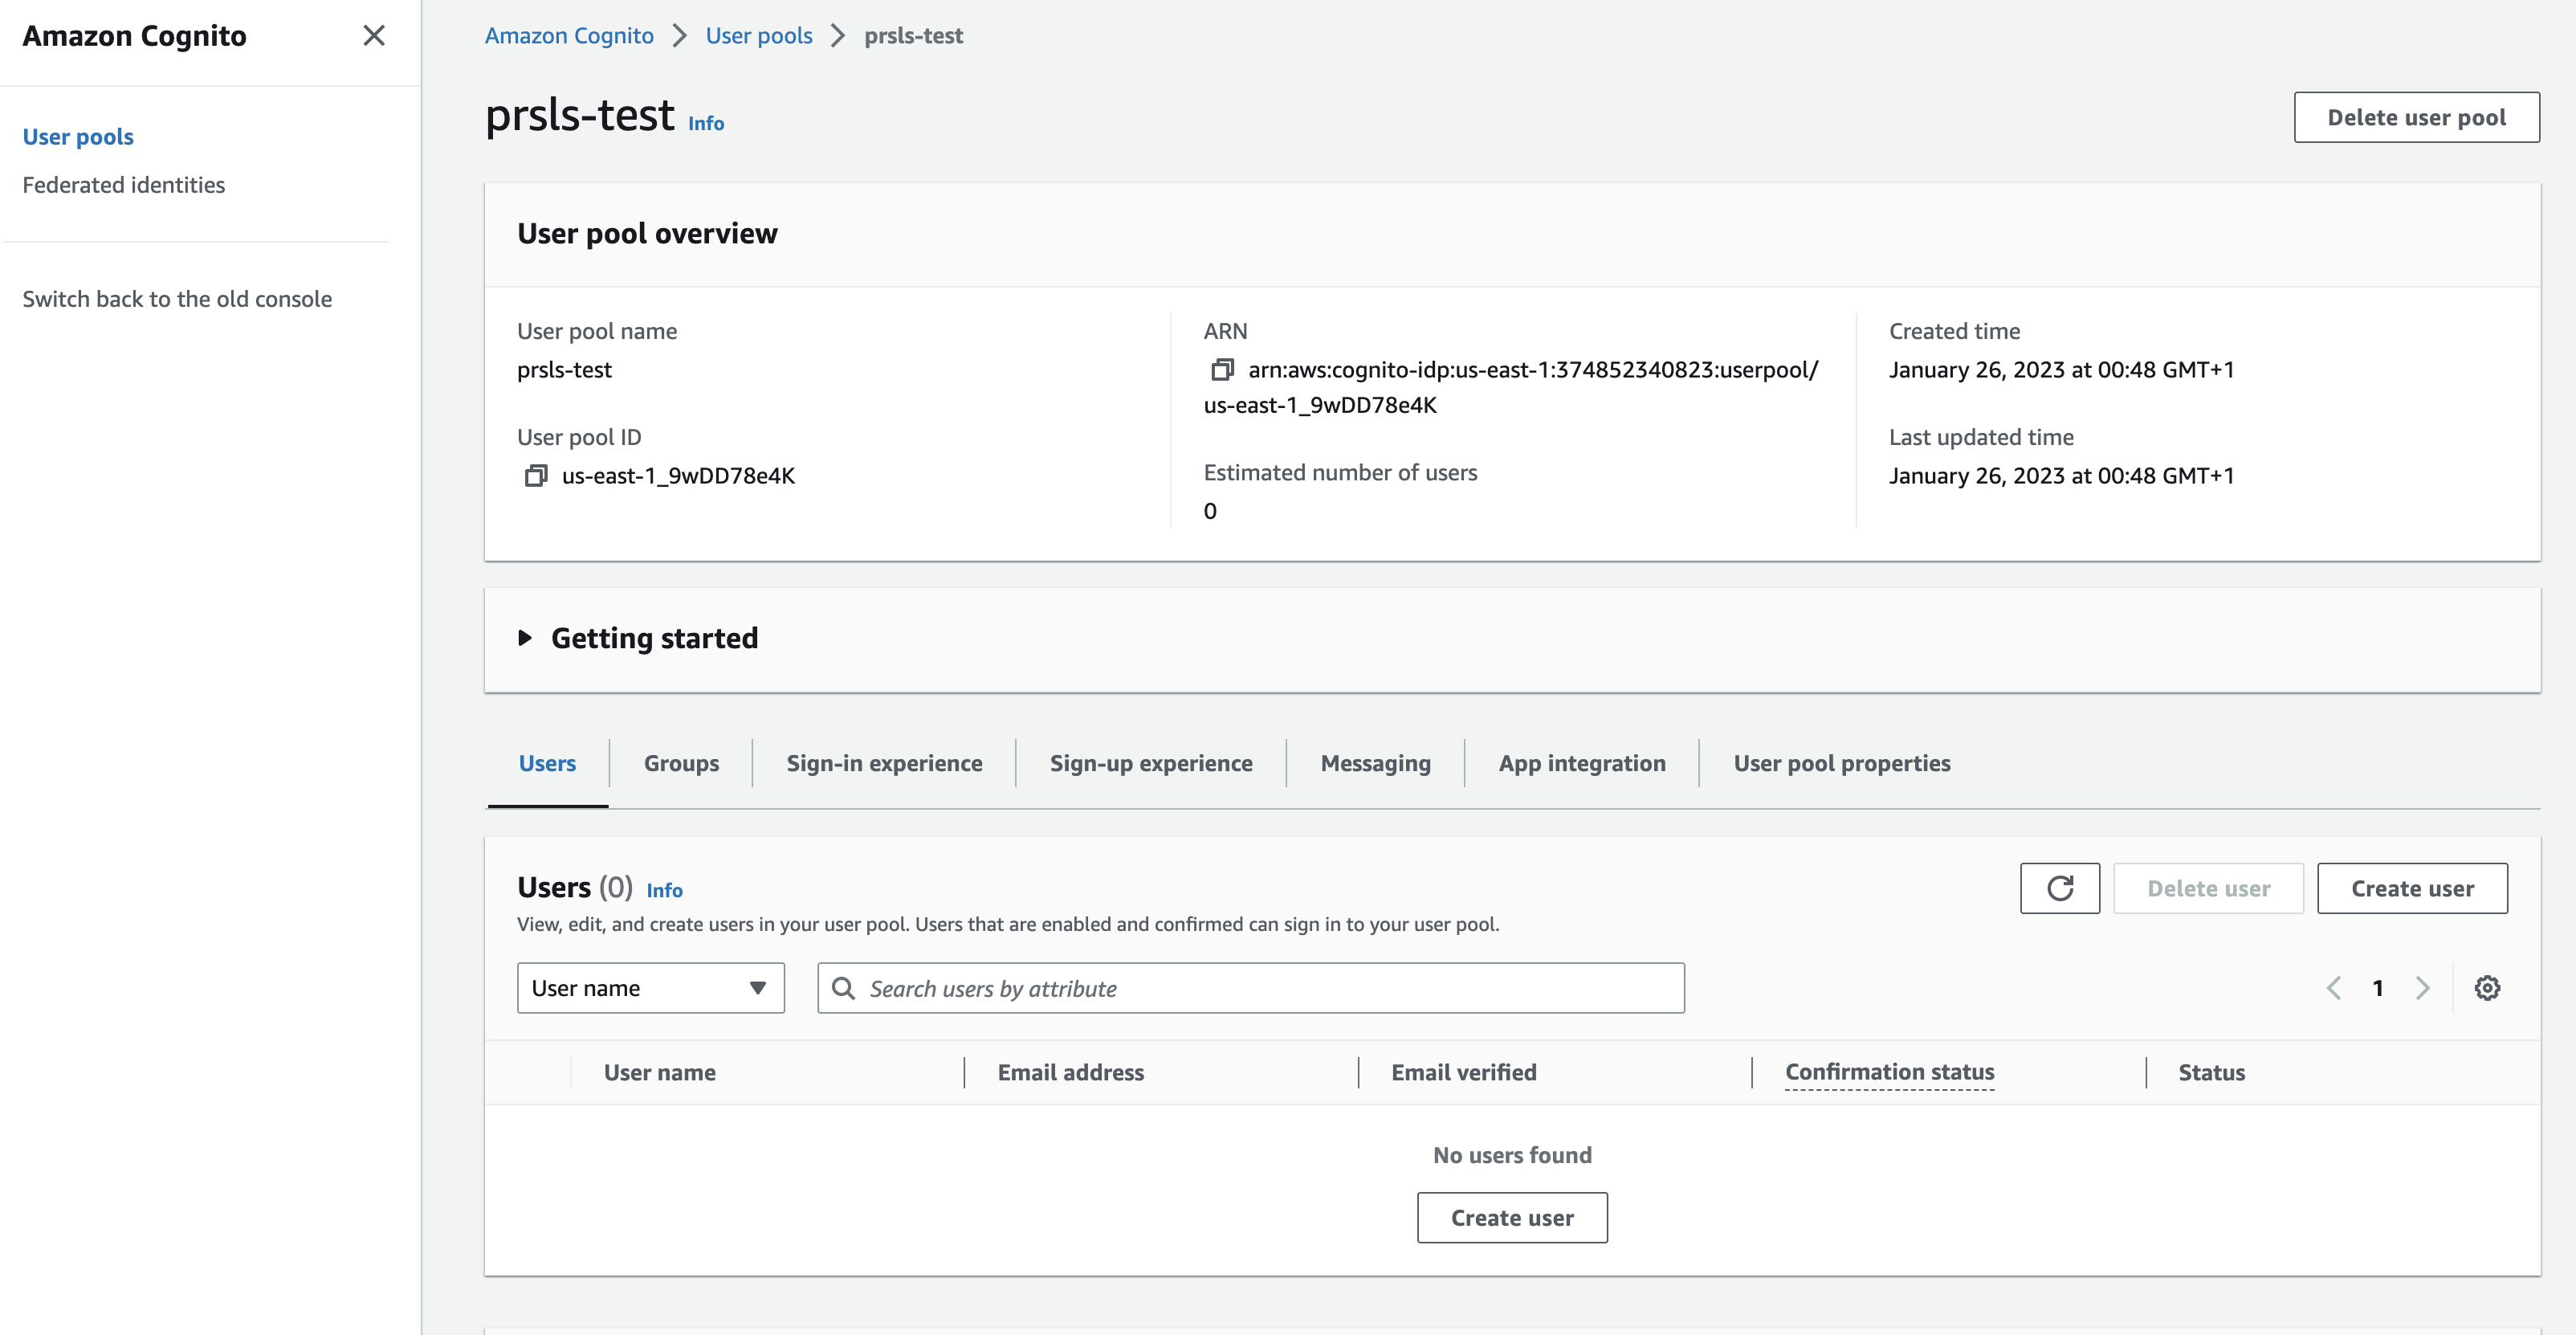 Amazon Cognito
User pools
Federated identities
Switch back to the old console
Amazon Cognito > User pools > prsls-test
prsls-test Info
Delete user pool
User pool overview
User pool name
prsls-test
User pool ID
us-east-1_9wDD78e4K
ARN
arn:aws:cognito-idp:us-east-1:374852340823:userpool/
us-east-1_9wDD78e4K
Estimated number of users
0
Created time
January 26, 2023 at 00:48 GMT+1
Last updated time
January 26, 2023 at 00:48 GMT+1
Getting started
Users Groups Sign-in experience Sign-up experience Messaging App integration User pool properties
Users (0) Info
Delete user Create user
View, edit, and create users in your user pool. Users that are enabled and confirmed can sign in to your user pool.
User name Search users by attribute 1
User name Email address Email verified Confirmation status Status
No users found
Create user